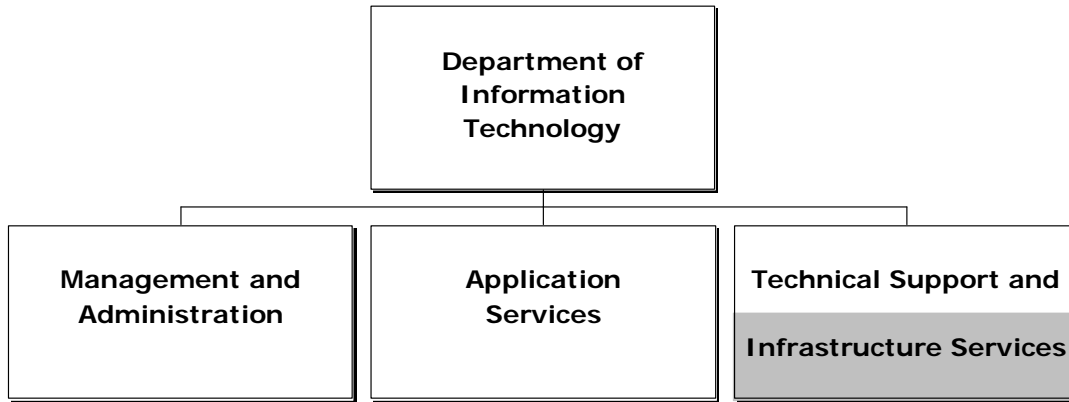 Department of
Information
Technology
Management and
Administration
Application
Services
Technical Support and
Infrastructure Services